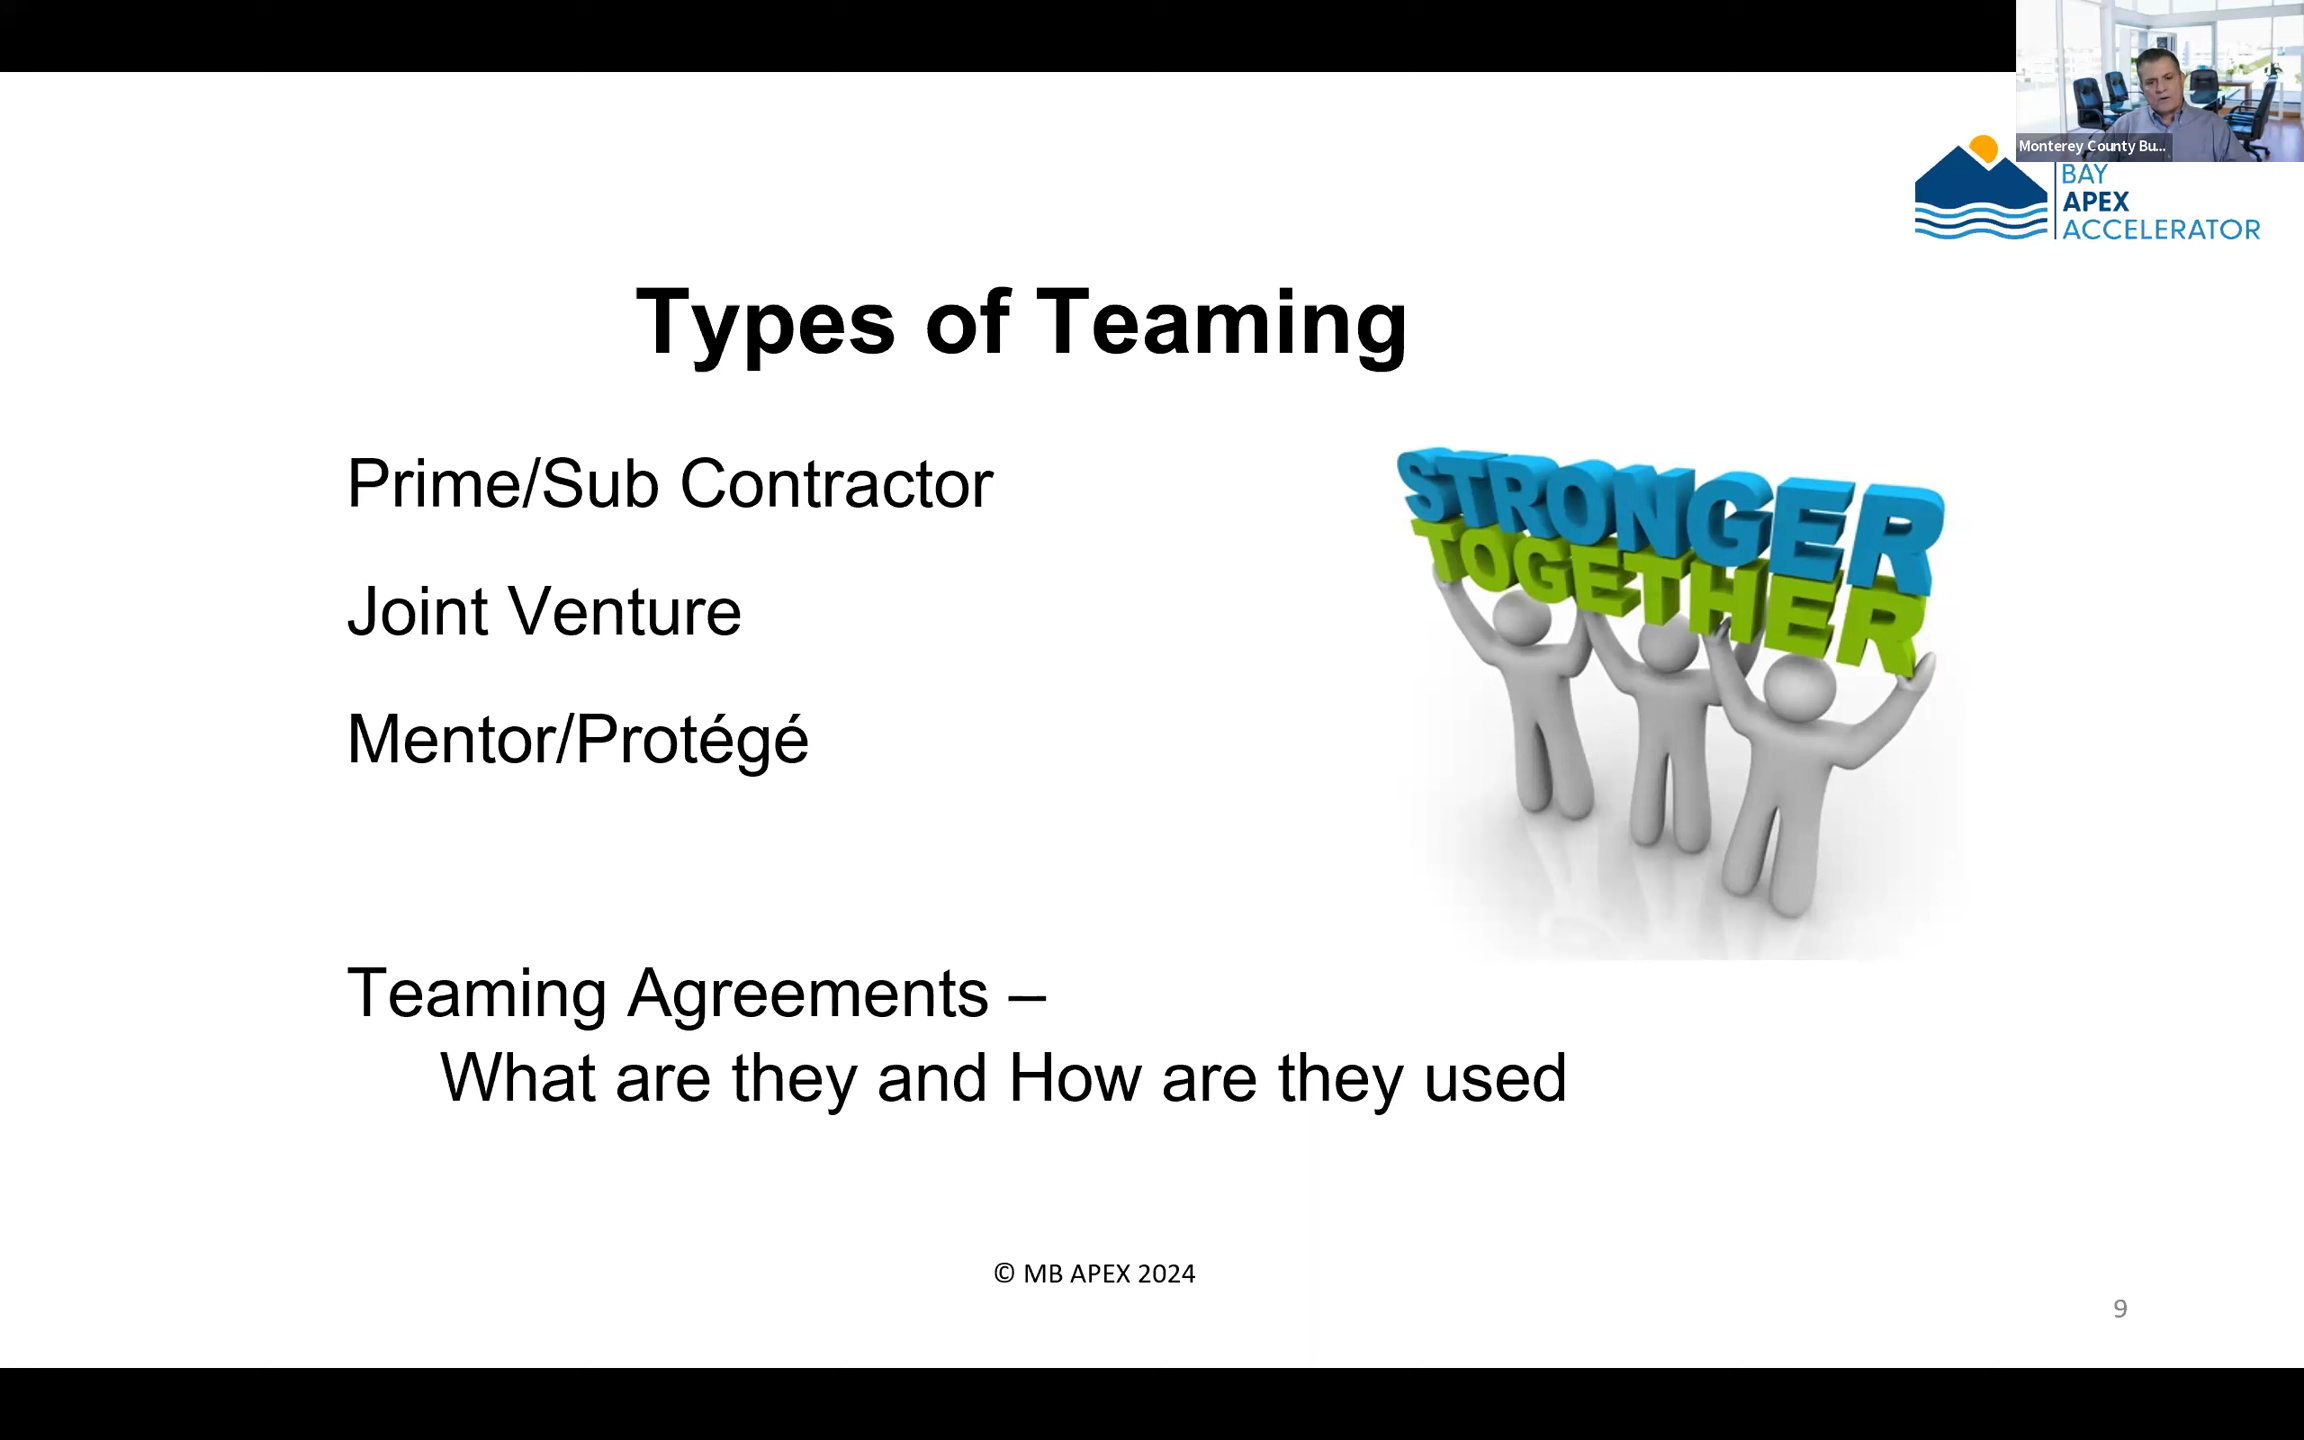 Monterey County Bu...
BAY
APEX
ACCELERATOR
Types of Teaming
Prime/Sub Contractor
Joint Venture
Mentor/Protégé
STRONGER
TOGETHER
Teaming Agreements –
What are they and How are they used
© MB APEX 2024
9